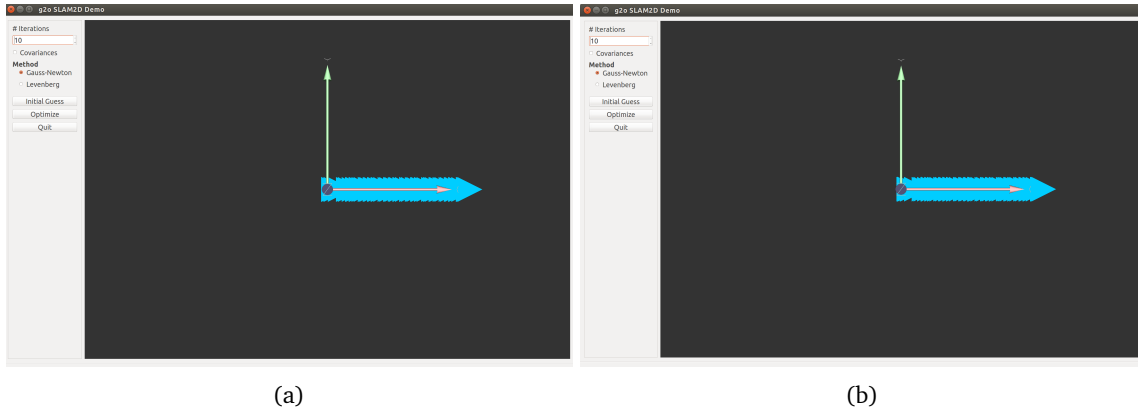 g2o SLAM2D Demo
# Iterations
10
Covariances
Method
Gauss-Newton
Levenberg
Initial Guess
Optimize
Quit
(a)
g2o SLAM2D Demo
# Iterations
10
Covariances
Method
Gauss-Newton
Levenberg
Initial Guess
Optimize
Quit
(b)